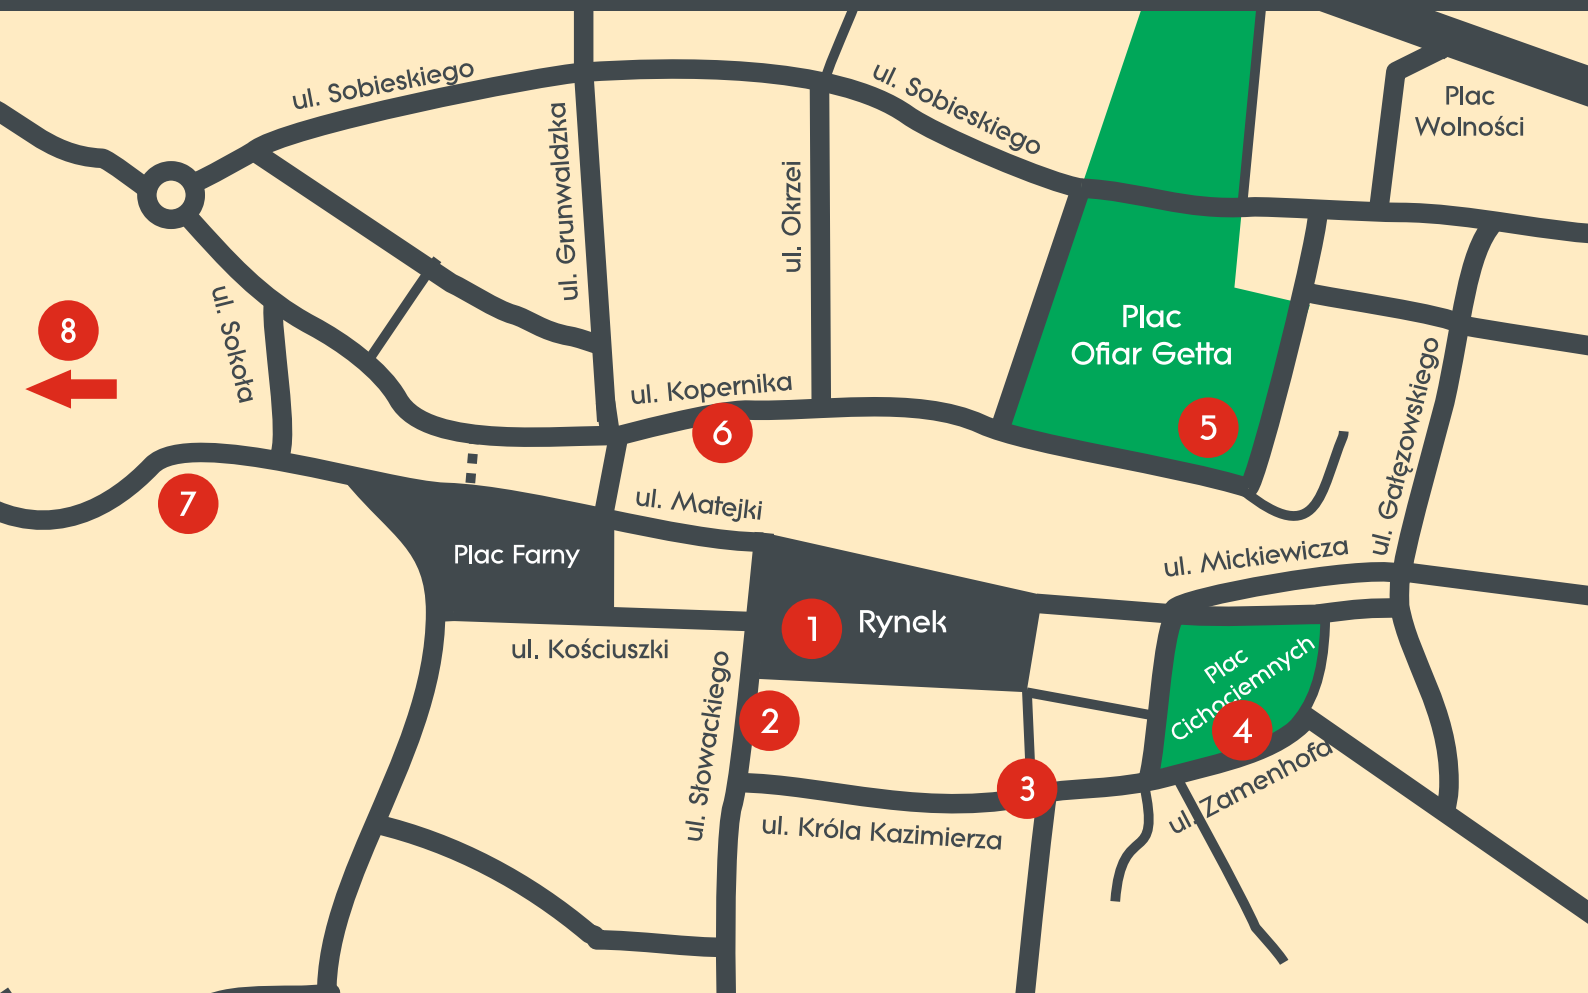 ul. Sobieskiego
ul. Sobieskiego
Plac
Wolności
ul. Grunwaldzka
ul. Okrzei
ul. Sokoła
8
Plac
Ofiar Getta
5
ul. Gałęzowskiego
ul. Kopernika
6
7
ul. Matejki
Plac Farny
ul. Mickiewicza
1
Rynek
ul. Kościuszki
Plac
Cichociemnych
4
ul. Słowackiego
2
3
ul. Zamenhofa
ul. Króla Kazimierza